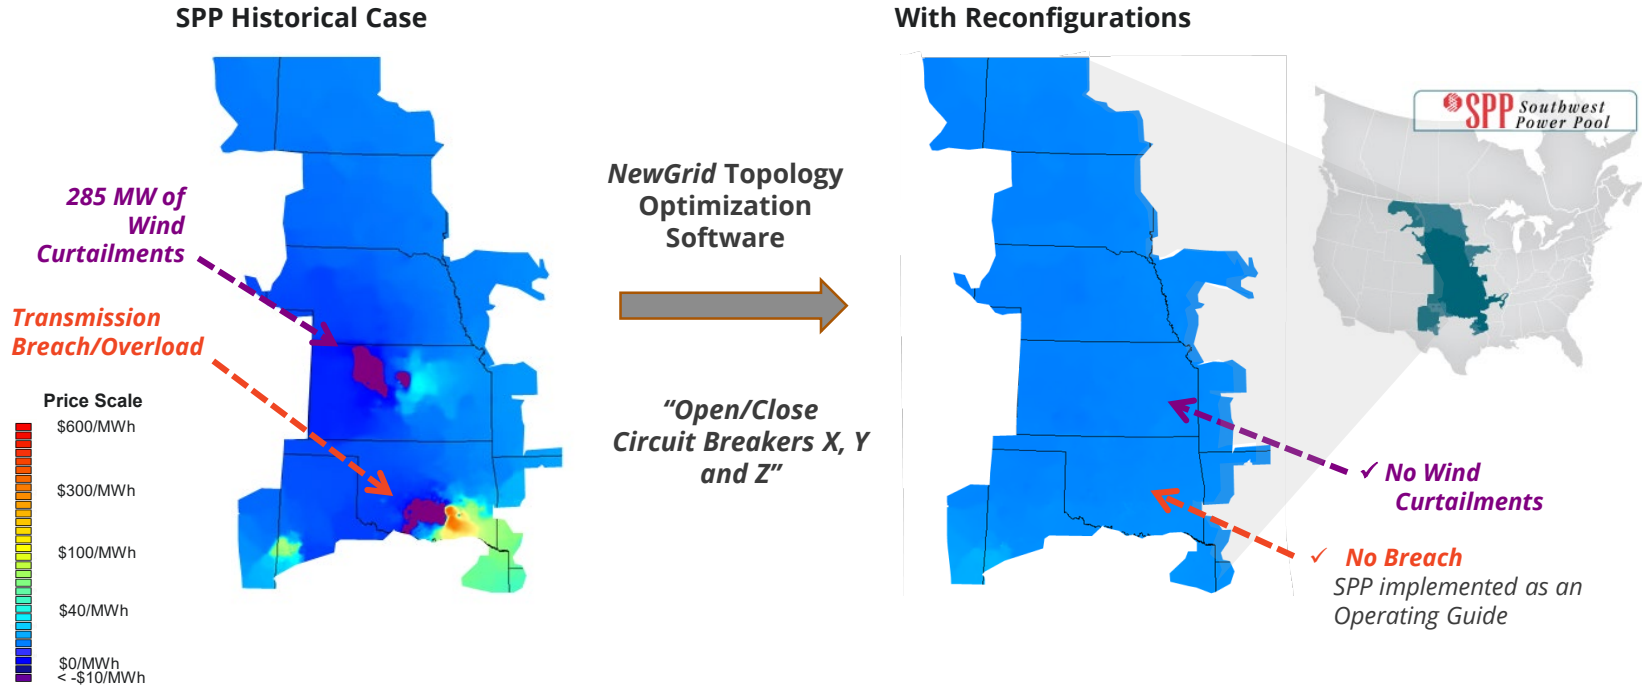 SPP Historical Case
With Reconfigurations
SPP Southwest
Power Pool
NewGrid Topology
Optimization
Software
285 MW of
Wind
Curtailments
Transmission
Breach/Overload
Price Scale
$600/MWh
$300/MWh
$100/MWh
$40/MWh
$0/MWh
< -$10/MWh
“Open/Close
Circuit Breakers X, Y
and Z”
✓ No Wind
Curtailments
✓ No Breach
SPP implemented as an
Operating Guide